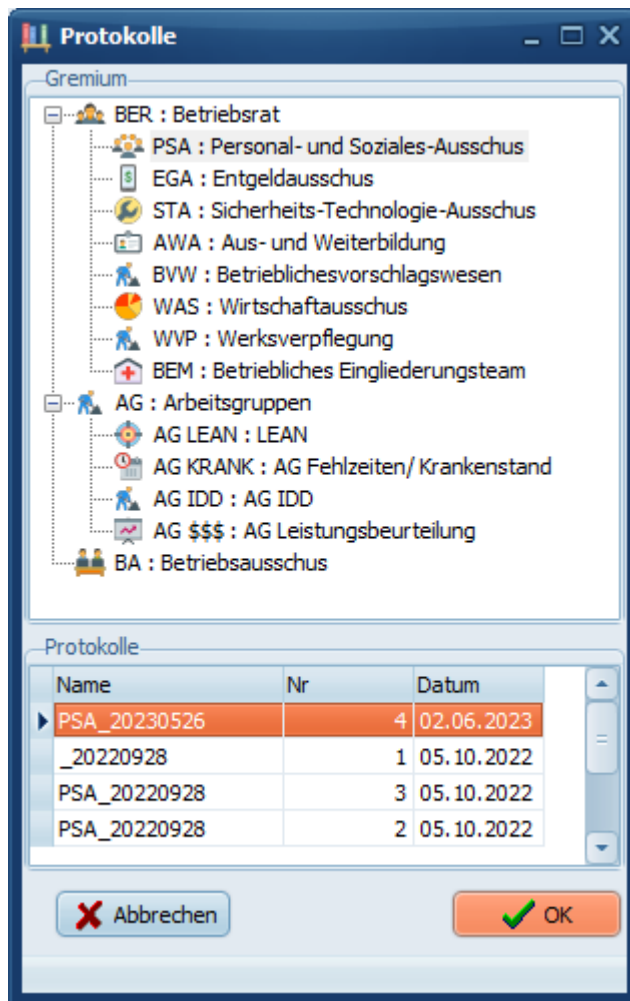 Protokolle
Gremium
BER : Betriebsrat
PSA : Personal- und Soziales-Ausschus
EGA : Entgeldausschus
STA : Sicherheits-Technologie-Ausschus
AWA : Aus- und Weiterbildung
BVW : Betrieblichesvorschlagswesen
WAS : Wirtschaftausschus
WVP : Werksverpflegung
BEM : Betriebliches Eingliederungsteam
AG : Arbeitsgruppen
AG LEAN : LEAN
AG KRANK : AG Fehlzeiten/ Krankenstand
AG IDD : AG IDD
AG $$$ : AG Leistungsbeurteilung
BA : Betriebsausschus
Protokolle
Name Nr Datum
PSA_20230526 4 02.06.2023
_20220928 1 05.10.2022
PSA_20220928 3 05.10.2022
PSA_20220928 2 05.10.2022
Abbrechen OK